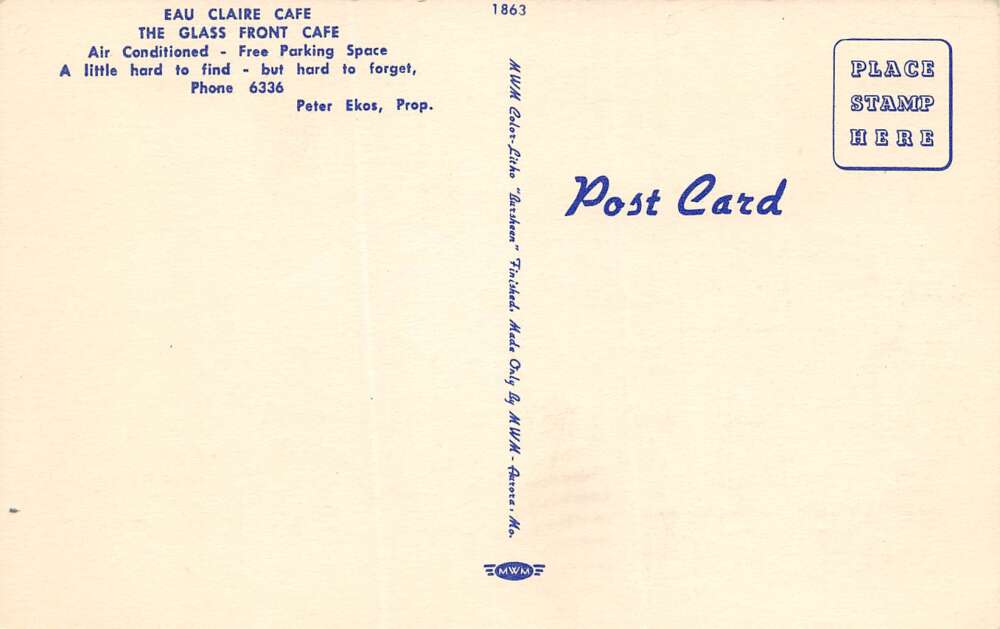 EAU CLAIRE CAFE
THE GLASS FRONT CAFE
Air Conditioned - Free Parking Space
A little hard to find - but hard to forget,
Phone 6336
Peter Ekos, Prop.
1863
MWM Color-Litho "Dursheen" Finished. Made Only By MWM - Aurora, Mo.
MWM
PLACE
STAMP
HERE
Post Card